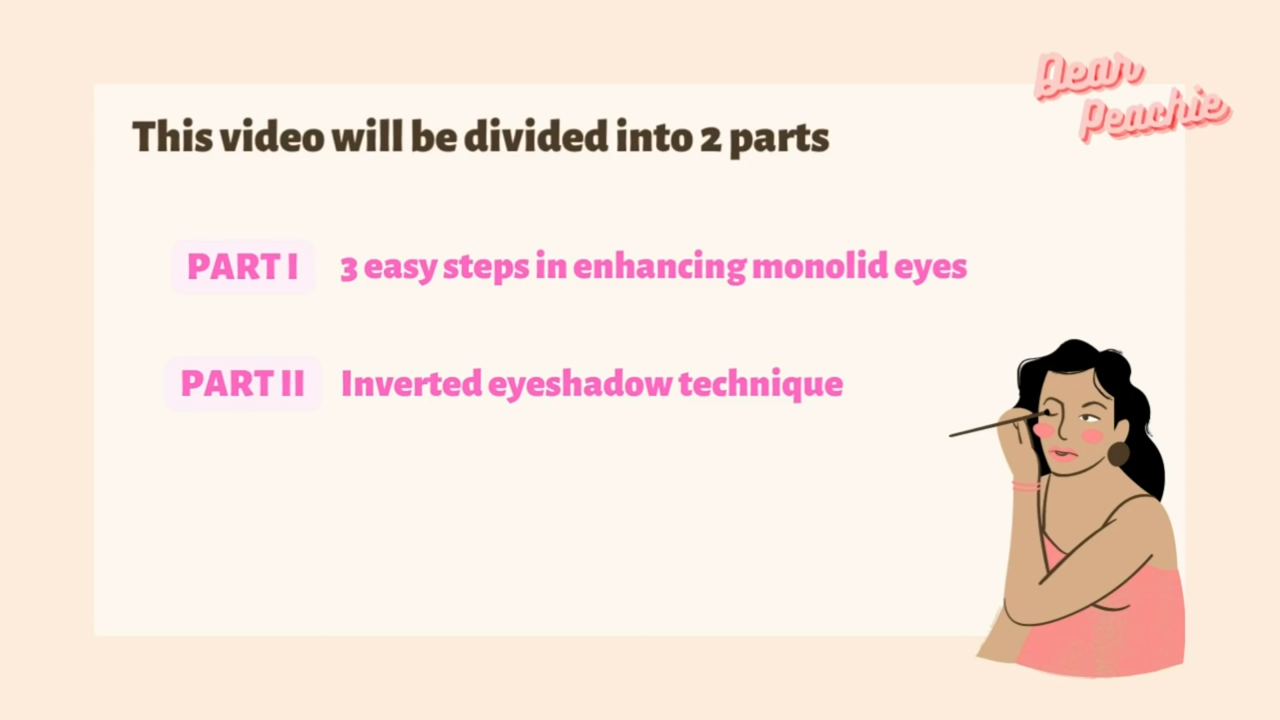 Dear
Peachie
This video will be divided into 2 parts
PART I 3 easy steps in enhancing monolid eyes
PART II Inverted eyeshadow technique